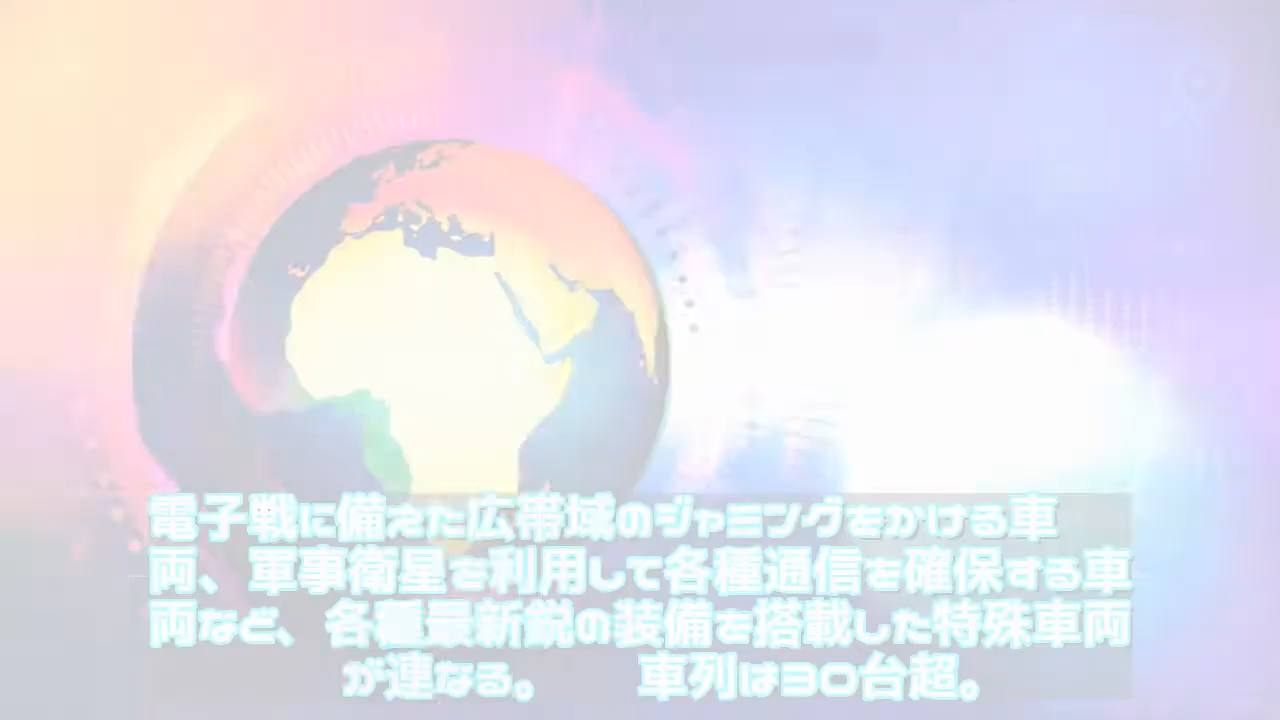 電子戦に備えた広帯域のジャミングをかける車
両、軍事衛星を利用して各種通信を確保する車
両など、各種最新鋭の装備を搭載した特殊車両
が連なる。　　車列は30台超。